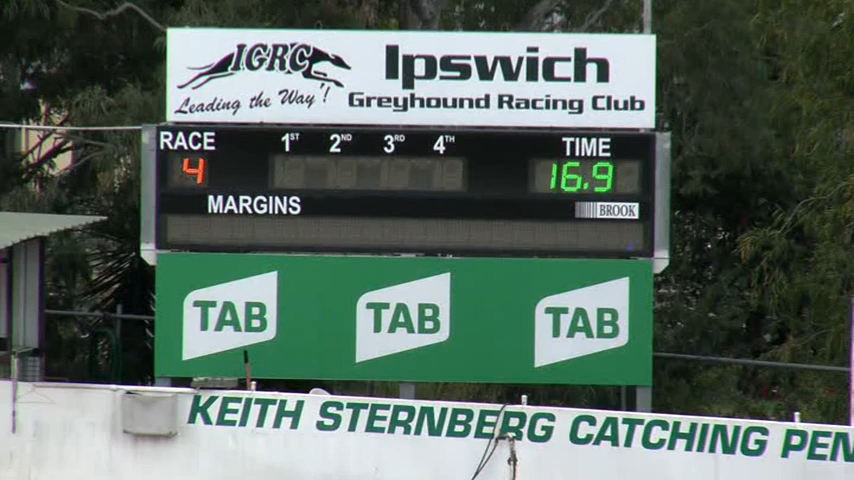 IGRC
Leading the Way'!
Ipswich
Greyhound Racing Club
RACE 1ST 2ND 3RD 4TH TIME
4 16.9
MARGINS BROOK
TAB TAB TAB
KEITH STERNBERG CATCHING PEN